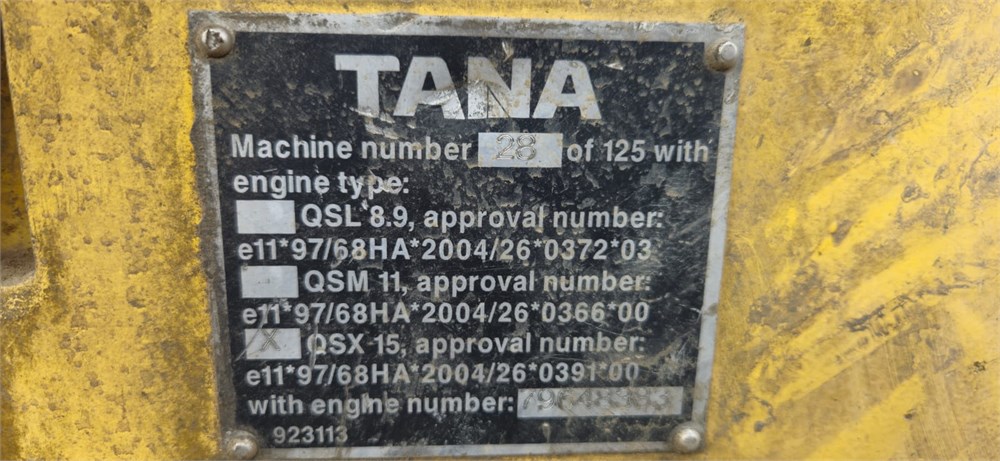 TANA
Machine number 28 of 125 with
engine type:
QSL 8.9, approval number:
e11*97/68HA*2004/26*0372*03
QSM 11, approval number:
e11*97/68HA*2004/26*0366*00
X QSX 15, approval number:
e11*97/68HA*2004/26*0391*00
with engine number:
923113